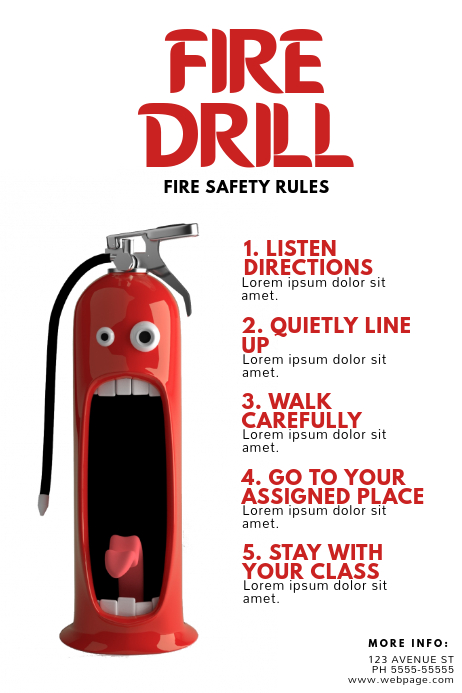 FIRE
DRILL
FIRE SAFETY RULES
1. LISTEN
DIRECTIONS
Lorem ipsum dolor sit
amet.
2. QUIETLY LINE
UP
Lorem ipsum dolor sit
amet.
3. WALK
CAREFULLY
Lorem ipsum dolor sit
amet.
4. GO TO YOUR
ASSIGNED PLACE
Lorem ipsum dolor sit
amet.
5. STAY WITH
YOUR CLASS
Lorem ipsum dolor sit
amet.
MORE INFO:
123 AVENUE ST
PH 5555-55555
www.webpage.com